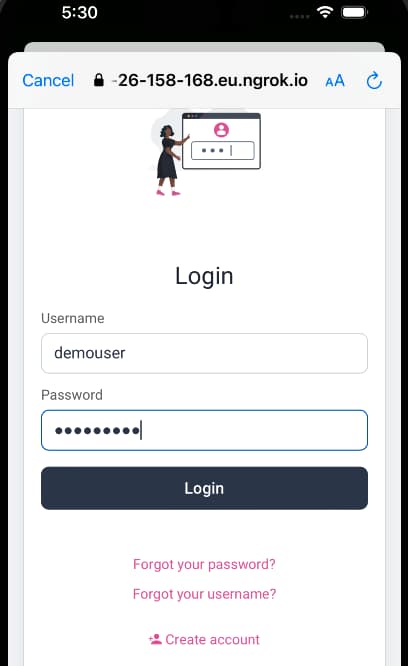 5:30
Cancel -26-158-168.eu.ngrok.io AA
Login
Username
demouser
Password
•••••••••
Login
Forgot your password?
Forgot your username?
Create account